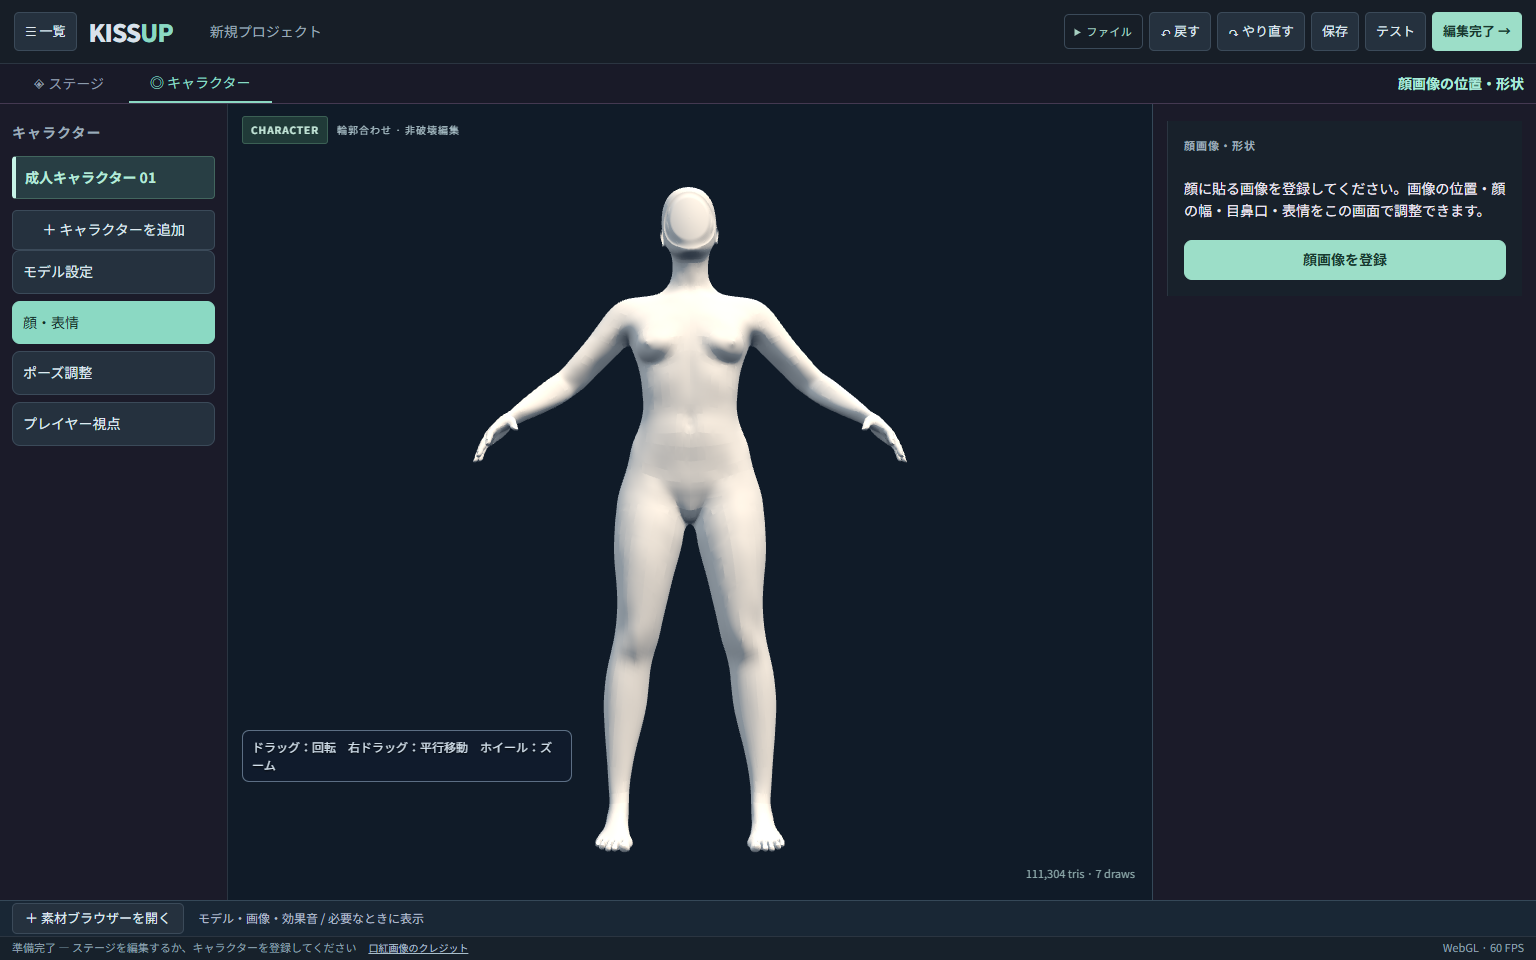 ☰ 一覧
KISSUP
新規プロジェクト
▶ ファイル
↶ 戻す
↷ やり直す
保存
テスト
編集完了 →
◈ ステージ
◎ キャラクター
顔画像の位置・形状
キャラクター
成人キャラクター 01
＋ キャラクターを追加
モデル設定
顔・表情
ポーズ調整
プレイヤー視点
CHARACTER
輪郭合わせ · 非破壊編集
顔画像・形状
顔に貼る画像を登録してください。画像の位置・顔
の幅・目鼻口・表情をこの画面で調整できます。
顔画像を登録
ドラッグ：回転　右ドラッグ：平行移動　ホイール：ズ
ーム
111,304 tris · 7 draws
＋ 素材ブラウザーを開く
モデル・画像・効果音 / 必要なときに表示
準備完了 — ステージを編集するか、キャラクターを登録してください
口紅画像のクレジット
WebGL · 60 FPS